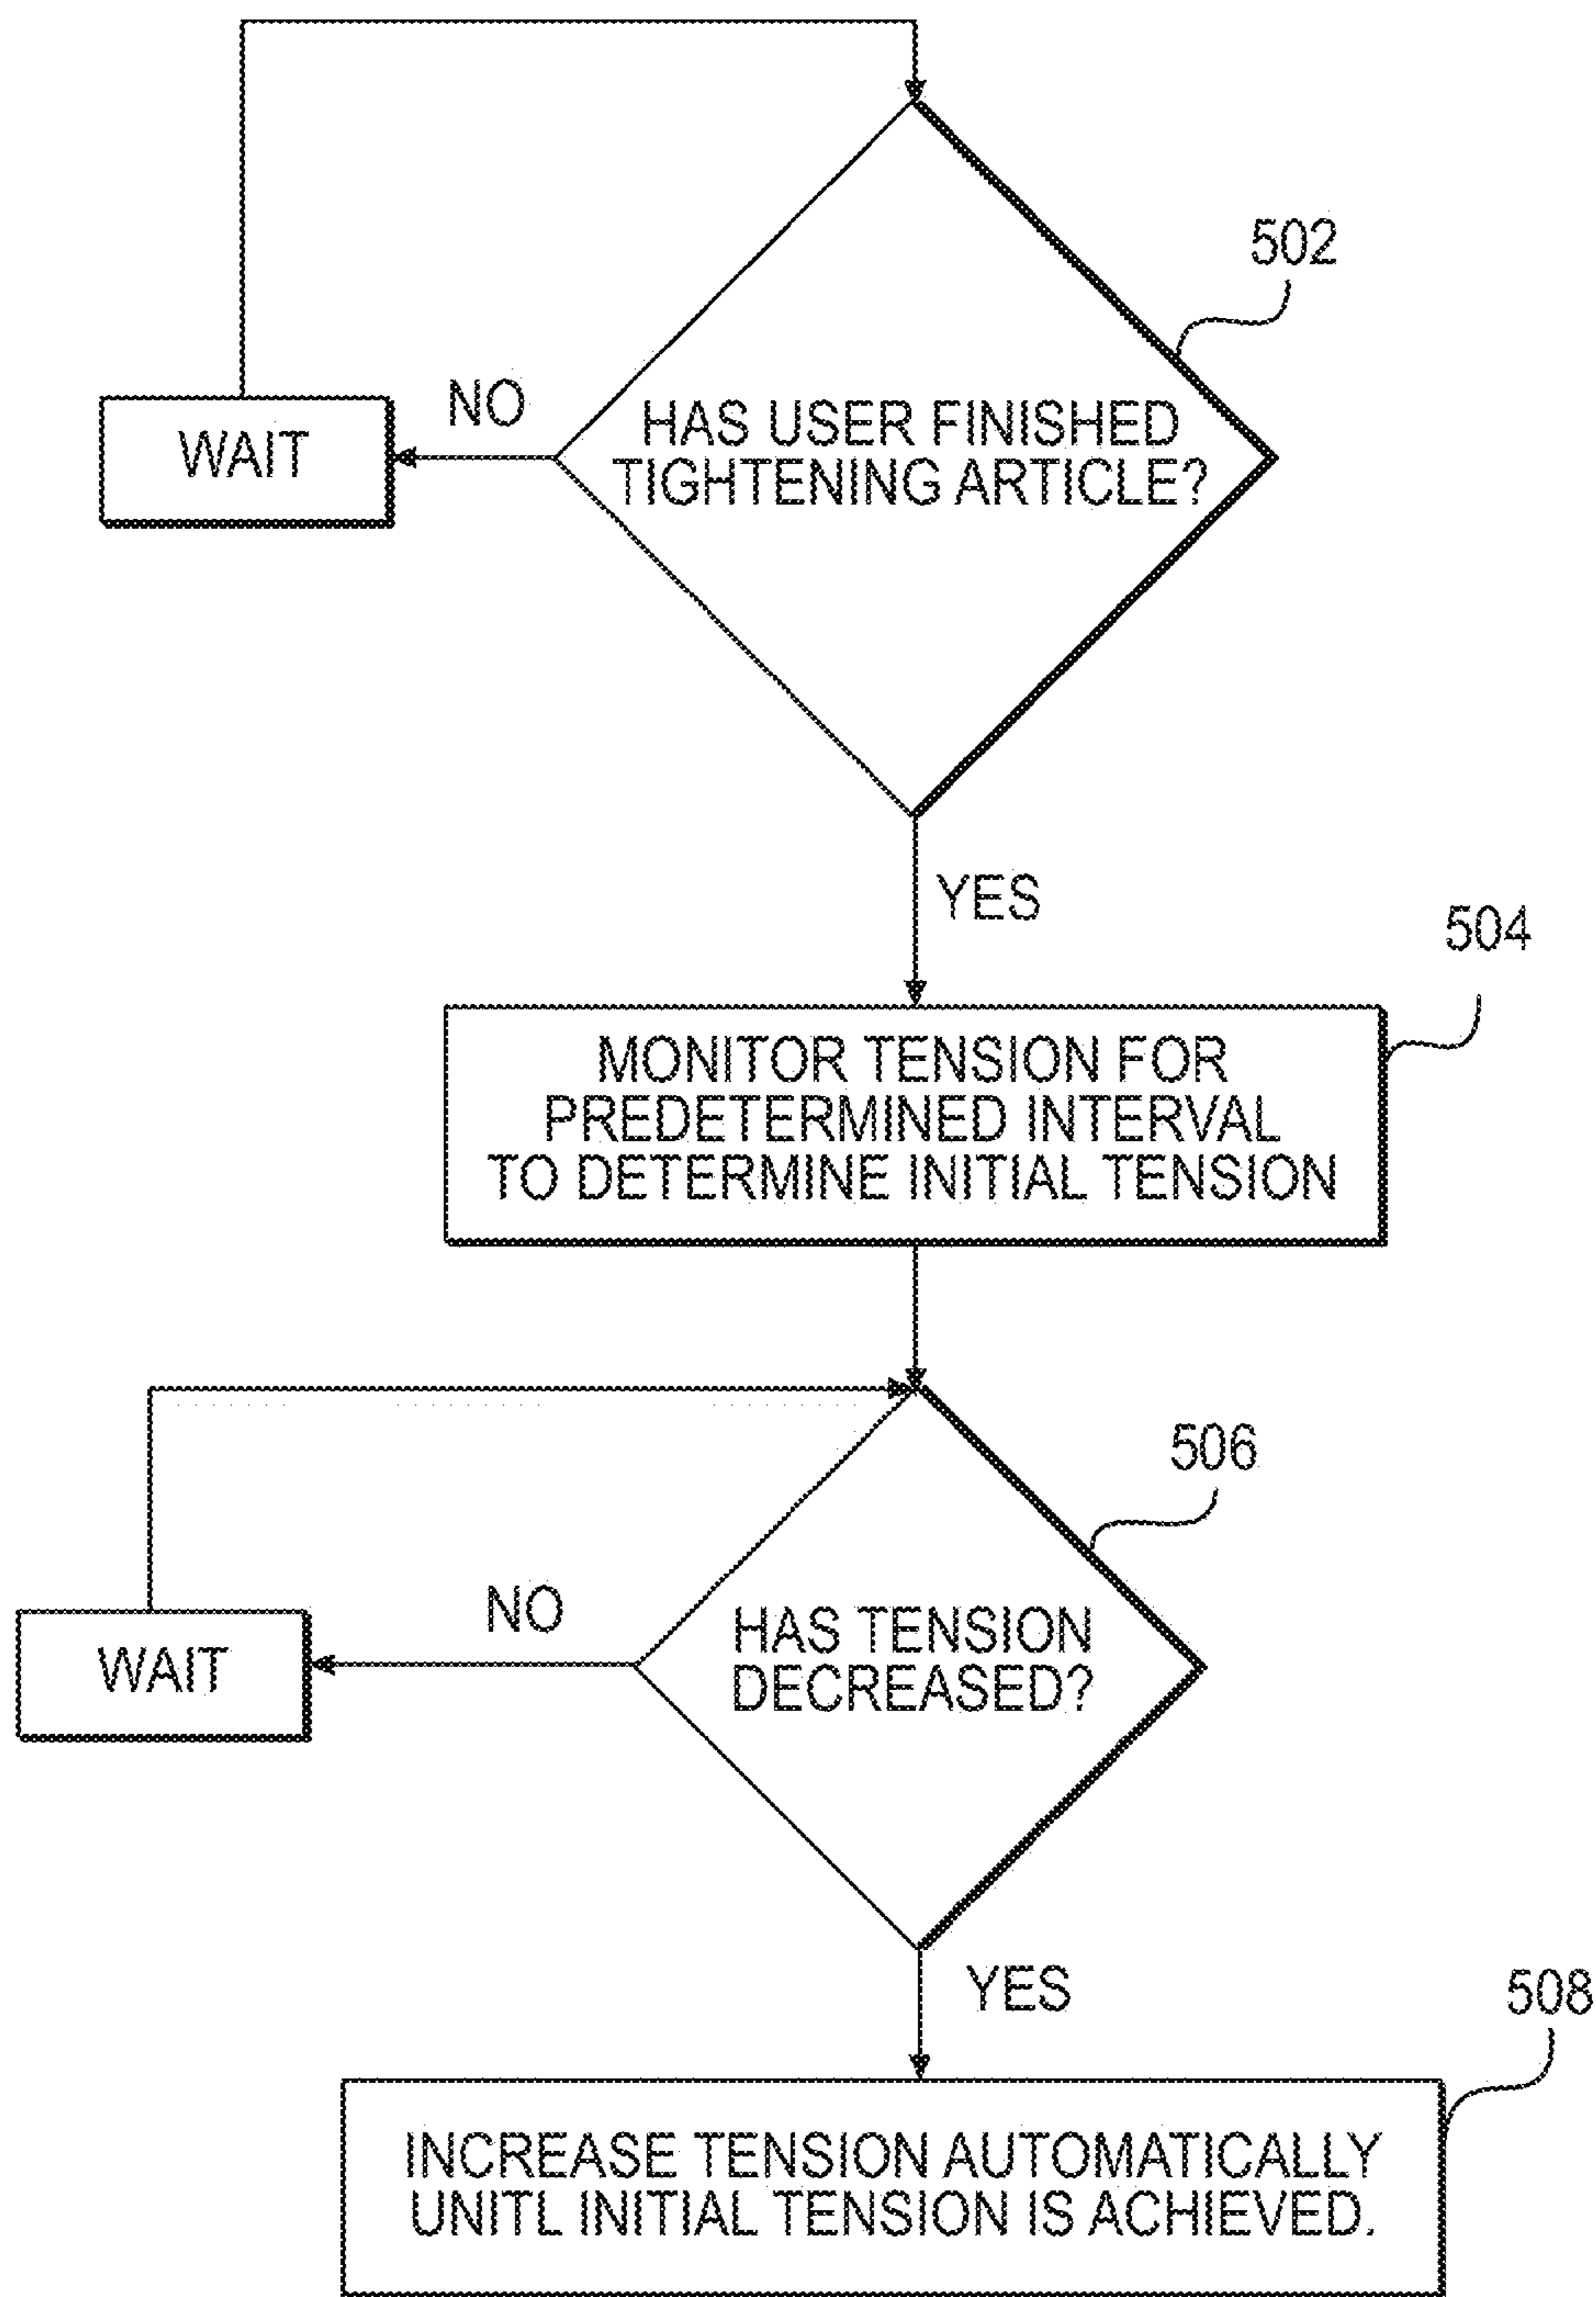 502
HAS USER FINISHED
TIGHTENING ARTICLE?
NO
WAIT
YES
504
MONITOR TENSION FOR
PREDETERMINED INTERVAL
TO DETERMINE INITIAL TENSION
506
HAS TENSION
DECREASED?
NO
WAIT
YES
508
INCREASE TENSION AUTOMATICALLY
UNITL INITIAL TENSION IS ACHIEVED.